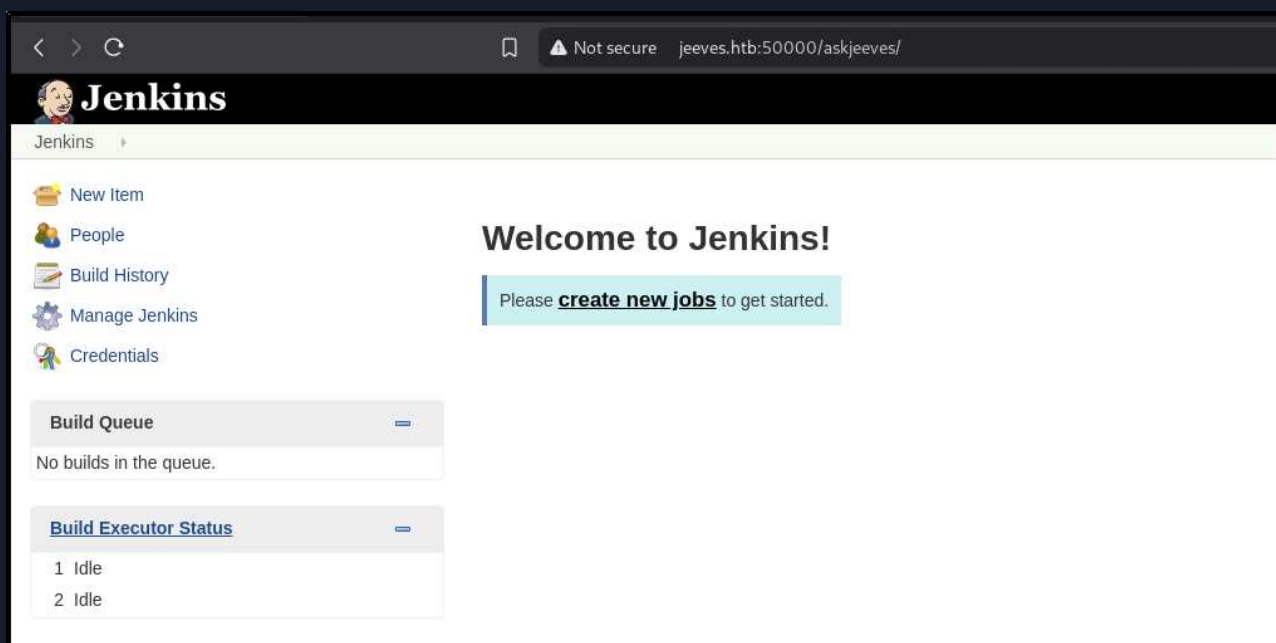 Not secure jeeves.htb:50000/askjeeves/
Jenkins
Jenkins
New Item
People
Build History
Manage Jenkins
Credentials
Welcome to Jenkins!
Please create new jobs to get started.
Build Queue
No builds in the queue.
Build Executor Status
1 Idle
2 Idle